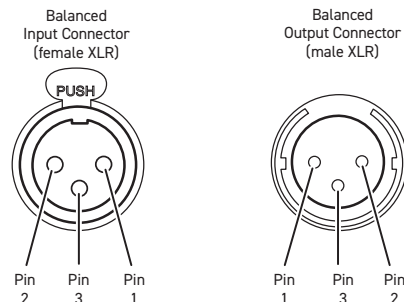 Balanced
Input Connector
(female XLR)
PUSH
Pin
2
Pin
3
Pin
1
Balanced
Output Connector
(male XLR)
Pin
1
Pin
3
Pin
2